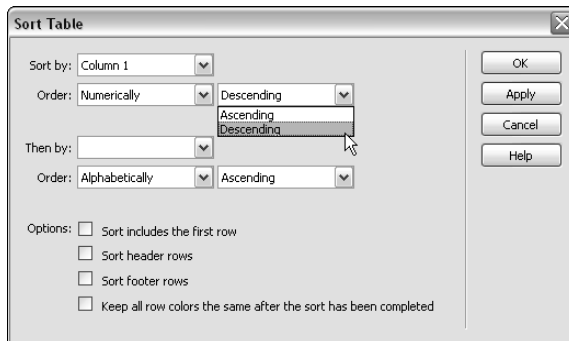 Sort Table
Sort by: Column 1
OK
Order: Numerically Descending
Apply
Ascending
Descending
Cancel
Then by:
Help
Order: Alphabetically Ascending
Options: Sort includes the first row
Sort header rows
Sort footer rows
Keep all row colors the same after the sort has been completed